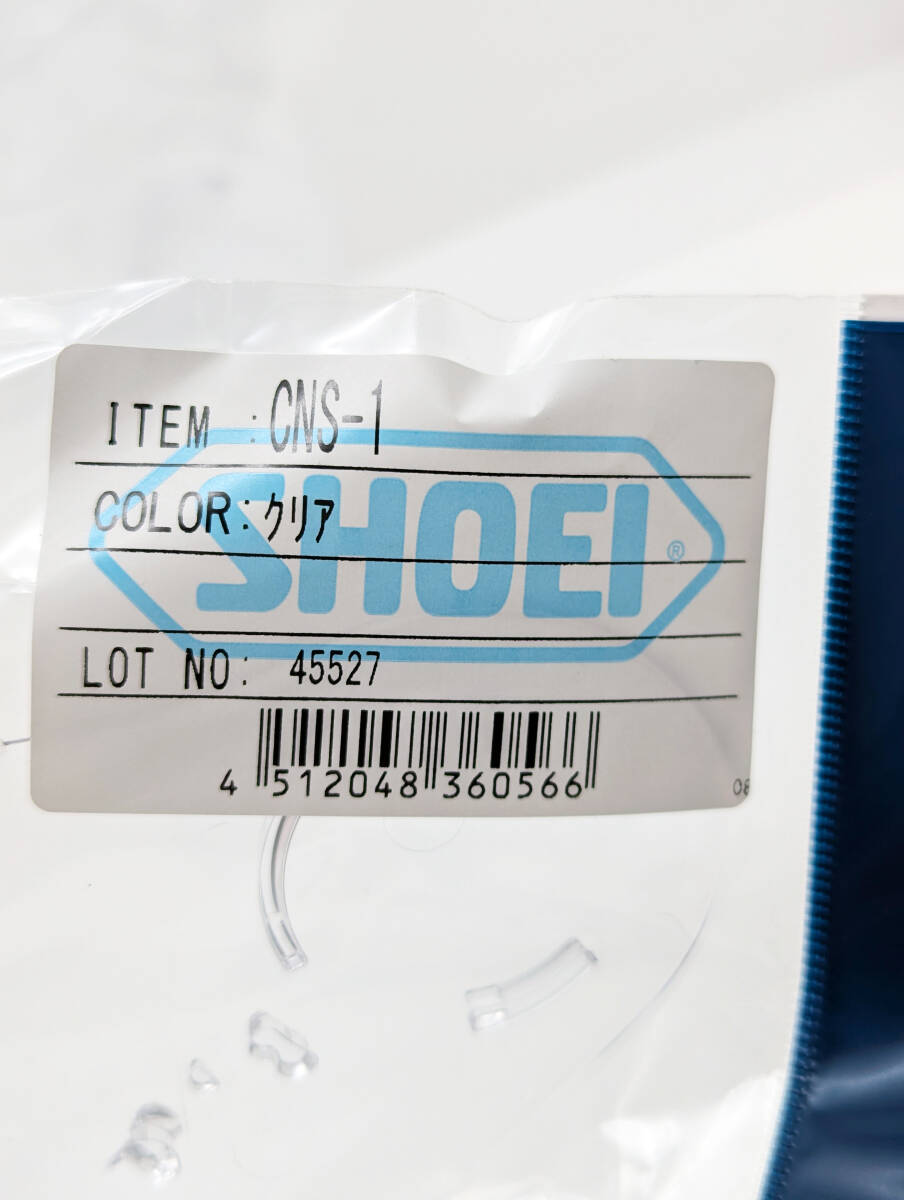 ITEM : CNS-1
COLOR: クリア
SHOEI®
LOT NO: 45527
4 512048 360566
08